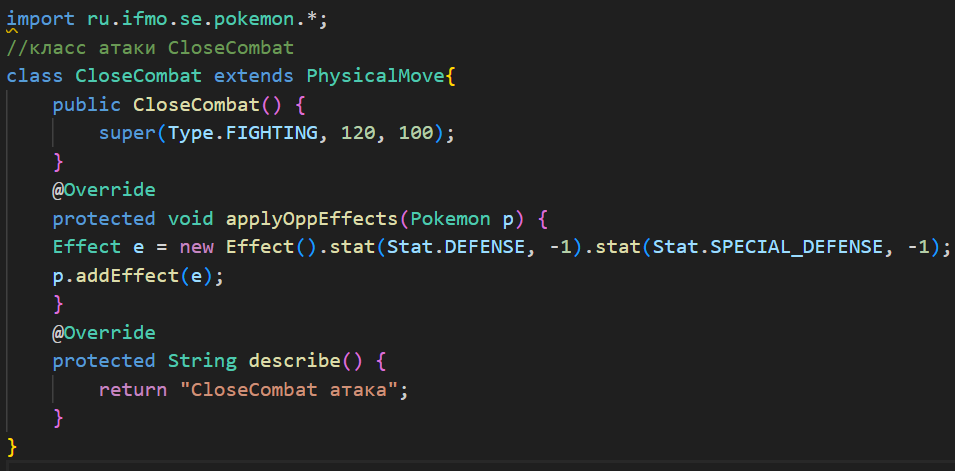 import ru.ifmo.se.pokemon.*;
//класс атаки CloseCombat
class CloseCombat extends PhysicalMove{
    public CloseCombat() {
        super(Type.FIGHTING, 120, 100);
    }
    @Override
    protected void applyOppEffects(Pokemon p) {
    Effect e = new Effect().stat(Stat.DEFENSE, -1).stat(Stat.SPECIAL_DEFENSE, -1);
    p.addEffect(e);
    }
    @Override
    protected String describe() {
        return "CloseCombat атака";
    }
}